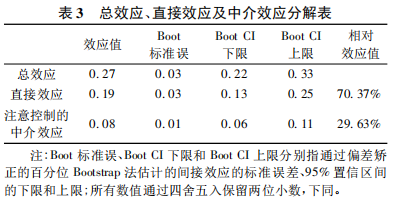 表 3 总效应、直接效应及中介效应分解表
效应值 Boot 标准误 Boot CI 下限 Boot CI 上限 相对 效应值
总效应 0.27 0.03 0.22 0.33
直接效应 0.19 0.03 0.13 0.25 70.37%
注意控制的 中介效应 0.08 0.01 0.06 0.11 29.63%
注:Boot 标准误、Boot CI 下限和 Boot CI 上限分别指通过偏差矫
正的百分位 Bootstrap 法估计的间接效应的标准误差、95% 置信区间
的下限和上限;所有数值通过四舍五入保留两位小数,下同。